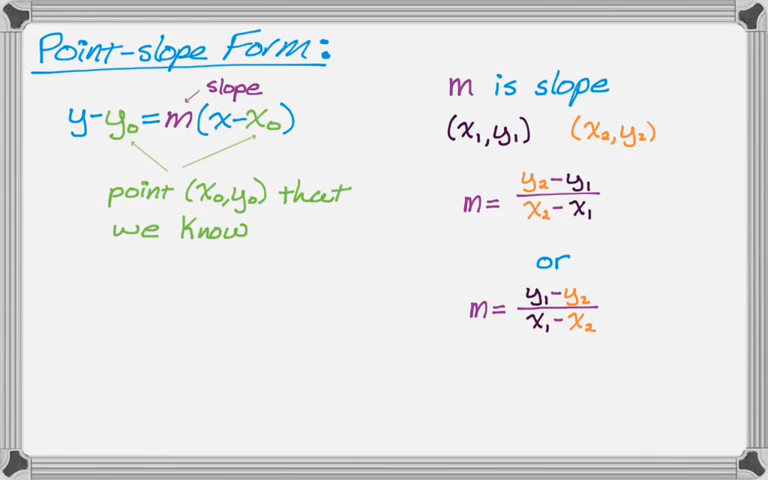 Point-slope Form:
slope
y-y₀=m(x-x₀)
point (x₀,y₀) that
we know
m is slope
(x₁,y₁) (x₂,y₂)
m= y₂-y₁
x₂-x₁
or
m= y₁-y₂
x₁-x₂